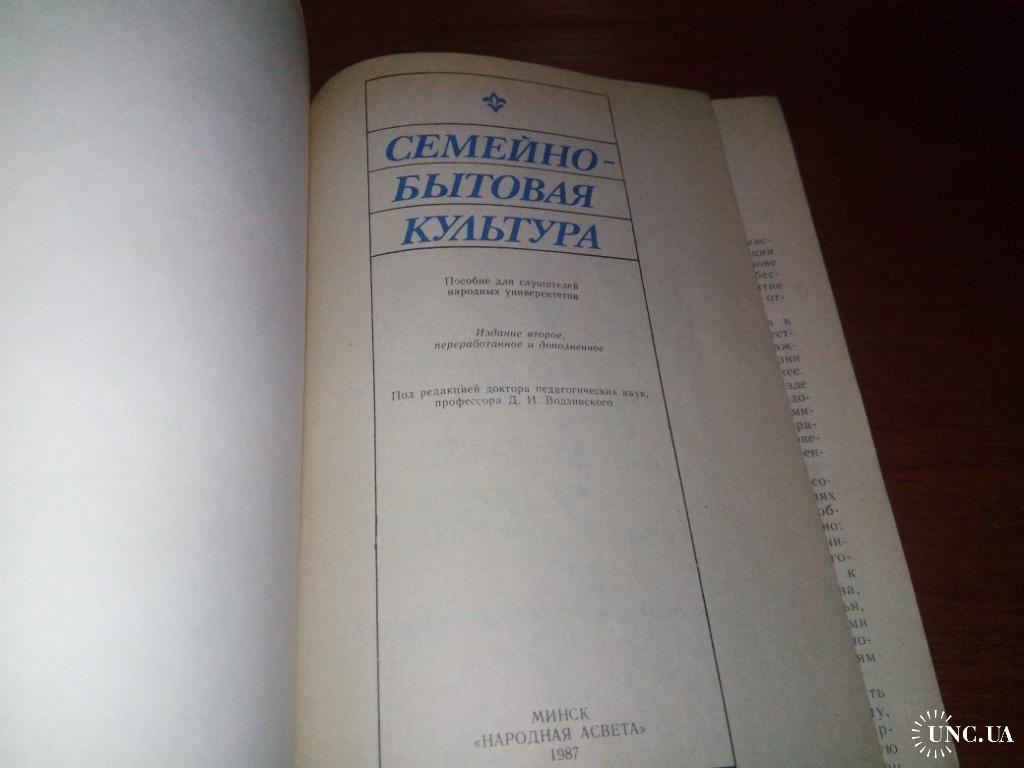 СЕМЕЙНО-
БЫТОВАЯ
КУЛЬТУРА
Пособие для слушателей
народных университетов
Издание второе,
переработанное и дополненное
Под редакцией доктора педагогических наук,
профессора Д. И. Водзинского
МИНСК
«НАРОДНАЯ АСВЕТА»
1987
UNC.UA